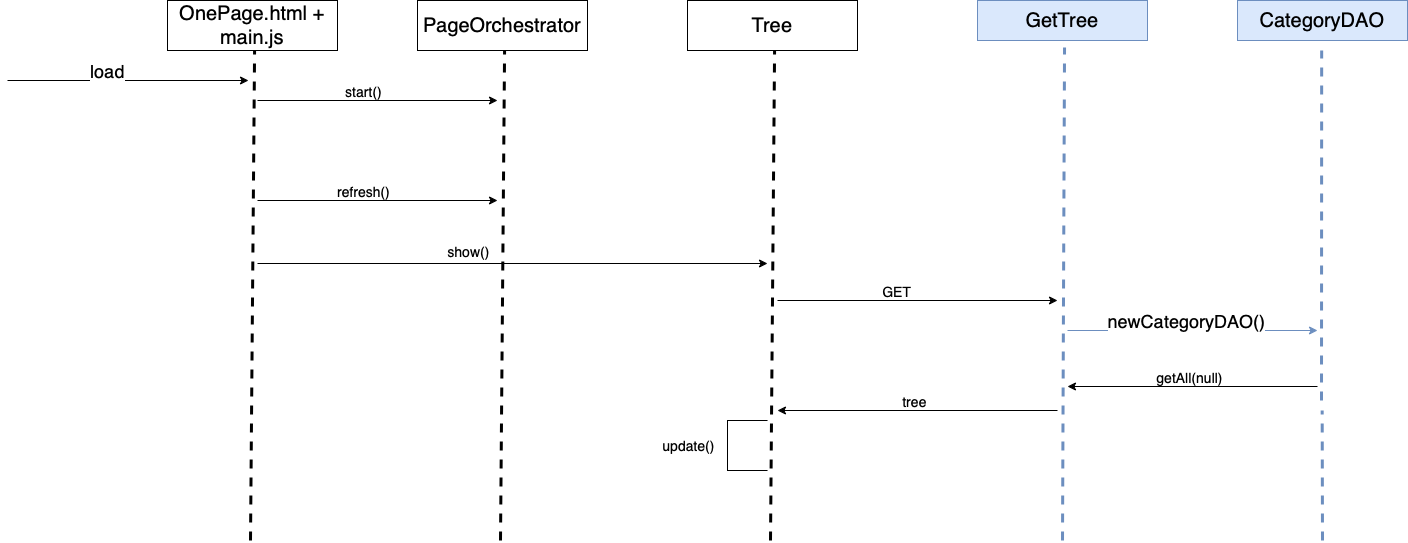 OnePage.html +
main.js
PageOrchestrator
Tree
GetTree
CategoryDAO
load
start()
refresh()
show()
GET
newCategoryDAO()
getAll(null)
tree
update()